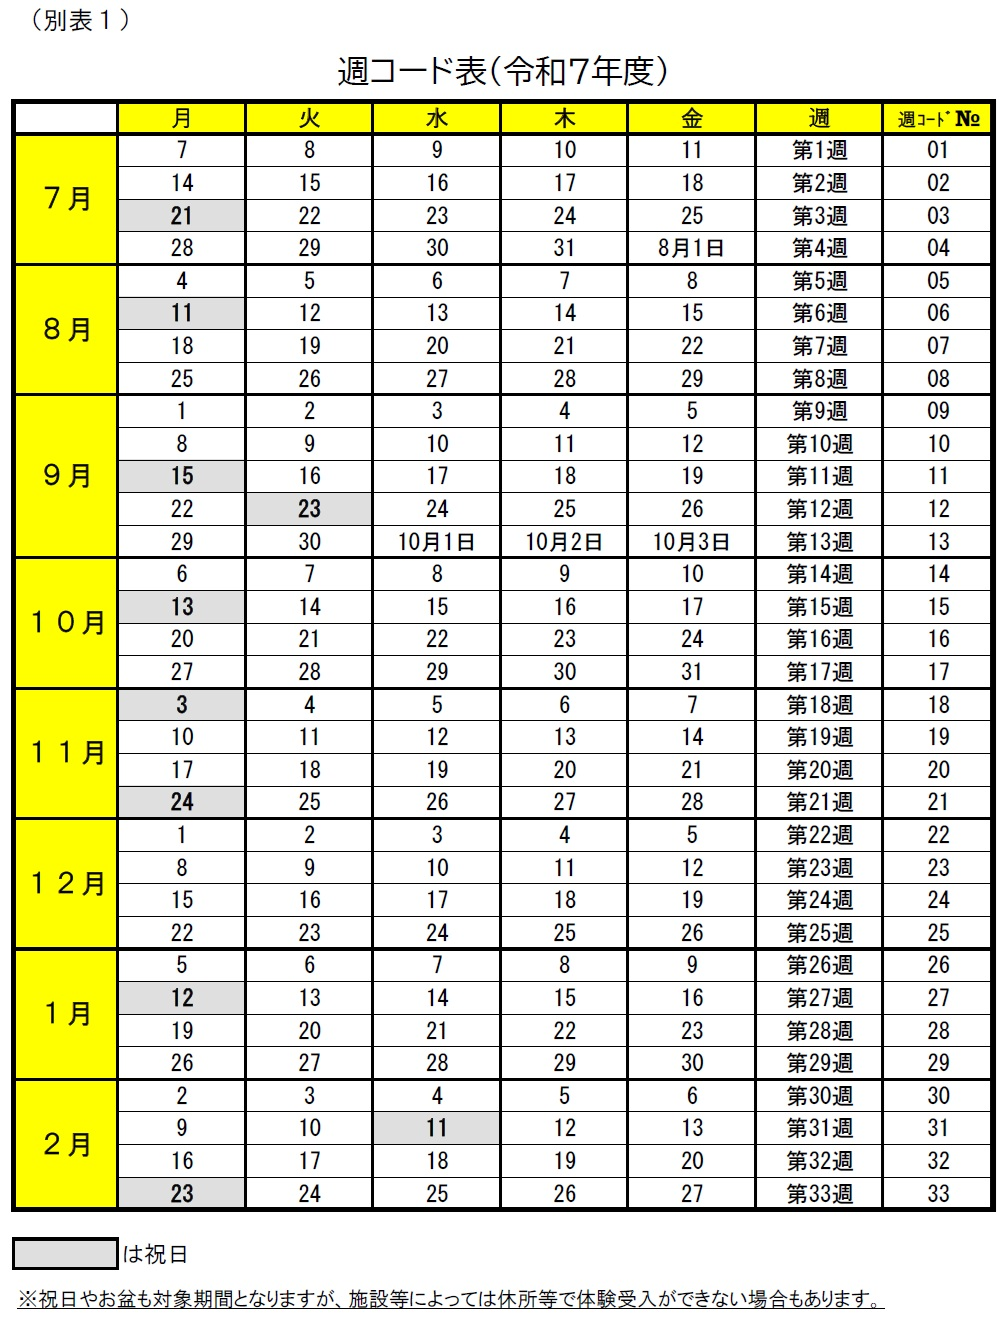 （別表１）
週コード表（令和７年度）
月 火 水 木 金 週 週ｺｰﾄﾞ№
７月
7 8 9 10 11 第1週 01
14 15 16 17 18 第2週 02
21 22 23 24 25 第3週 03
28 29 30 31 8月1日 第4週 04
８月
4 5 6 7 8 第5週 05
11 12 13 14 15 第6週 06
18 19 20 21 22 第7週 07
25 26 27 28 29 第8週 08
９月
1 2 3 4 5 第9週 09
8 9 10 11 12 第10週 10
15 16 17 18 19 第11週 11
22 23 24 25 26 第12週 12
29 30 10月1日 10月2日 10月3日 第13週 13
１０月
6 7 8 9 10 第14週 14
13 14 15 16 17 第15週 15
20 21 22 23 24 第16週 16
27 28 29 30 31 第17週 17
１１月
3 4 5 6 7 第18週 18
10 11 12 13 14 第19週 19
17 18 19 20 21 第20週 20
24 25 26 27 28 第21週 21
１２月
1 2 3 4 5 第22週 22
8 9 10 11 12 第23週 23
15 16 17 18 19 第24週 24
22 23 24 25 26 第25週 25
１月
5 6 7 8 9 第26週 26
12 13 14 15 16 第27週 27
19 20 21 22 23 第28週 28
26 27 28 29 30 第29週 29
２月
2 3 4 5 6 第30週 30
9 10 11 12 13 第31週 31
16 17 18 19 20 第32週 32
23 24 25 26 27 第33週 33
は祝日
※祝日やお盆も対象期間となりますが、施設等によっては休所等で体験受入ができない場合もあります。